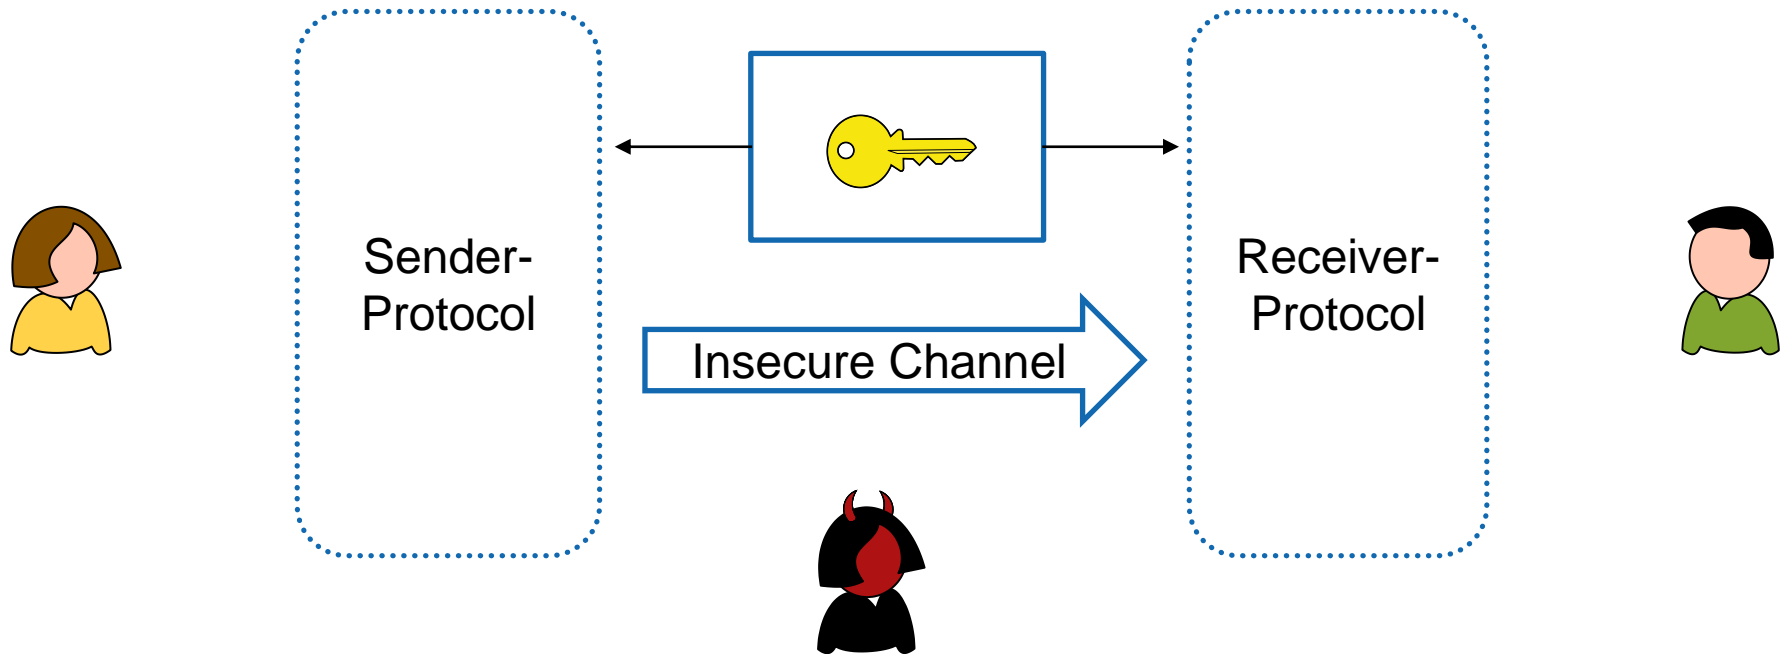 Sender-
Protocol
Insecure Channel
Receiver-
Protocol